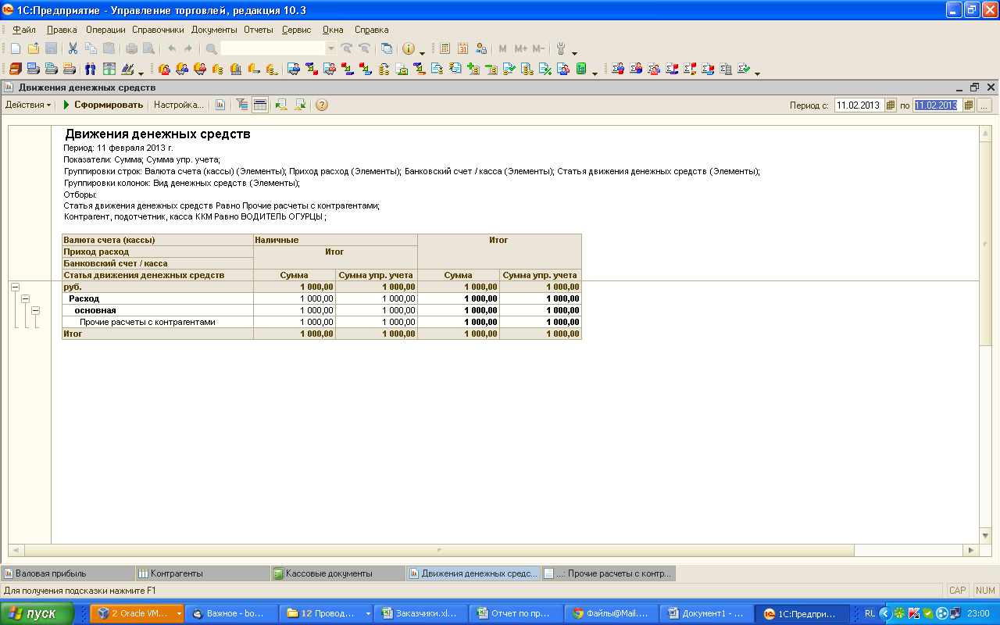 1С:Предприятие - Управление торговлей, редакция 10.3
Файл Правка Операции Справочники Документы Отчеты Сервис Окна Справка
M M+ M-
Движения денежных средств
Действия Сформировать Настройка... Период с: 11.02.2013 по 11.02.2013 ...
Движения денежных средств
Период: 11 февраля 2013 г.
Показатели: Сумма; Сумма упр. учета;
Группировки строк: Валюта счета (кассы) (Элементы); Приход расход (Элементы); Банковский счет / касса (Элементы); Статья движения денежных средств (Элементы);
Группировки колонок: Вид денежных средств (Элементы);
Отборы:
Статья движения денежных средств Равно Прочие расчеты с контрагентами;
Контрагент, подотчетник, касса ККМ Равно ВОДИТЕЛЬ ОГУРЦЫ ;
Валюта счета (кассы) Наличные Итог
Приход расход Итог
Банковский счет / касса
Статья движения денежных средств Сумма Сумма упр. учета Сумма Сумма упр. учета
руб. 1 000,00 1 000,00 1 000,00 1 000,00
Расход 1 000,00 1 000,00 1 000,00 1 000,00
основная 1 000,00 1 000,00 1 000,00 1 000,00
Прочие расчеты с контрагентами 1 000,00 1 000,00 1 000,00 1 000,00
Итог 1 000,00 1 000,00 1 000,00 1 000,00
Валовая прибыль Контрагенты Кассовые документы Движения денежных средс... ...: Прочие расчеты с контр...
Для получения подсказки нажмите F1 CAP NUM
пуск 2 Oracle VM... Важное - bo... 12 Провод... Заказчики.xl... Отчет по пр... Файлы@Mail.... Документ1 - ... 1С:Предпри... RL 23:00